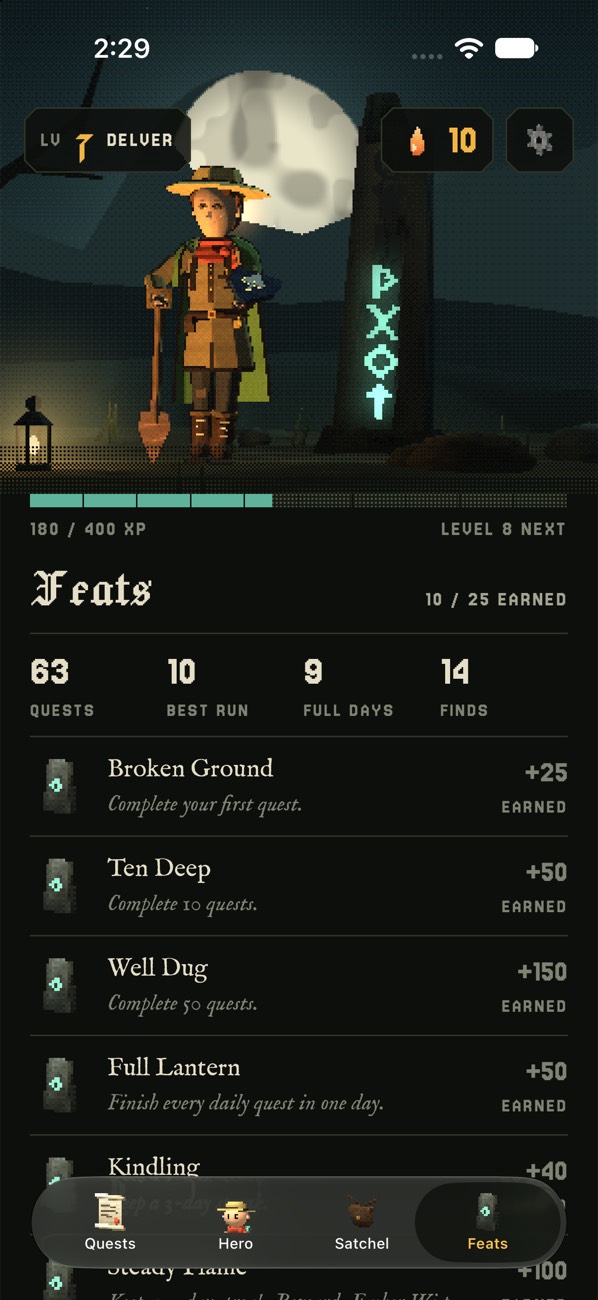 2:29
LV 7 DELVER
10
ᚦᚷᛜᛏ
180 / 400 XP
LEVEL 8 NEXT
Feats
10 / 25 EARNED
63
QUESTS
10
BEST RUN
9
FULL DAYS
14
FINDS
Broken Ground
Complete your first quest.
+25
EARNED
Ten Deep
Complete 10 quests.
+50
EARNED
Well Dug
Complete 50 quests.
+150
EARNED
Full Lantern
Finish every daily quest in one day.
+50
EARNED
Kindling
+40
Quests
Hero
Satchel
Feats
Steady Flame
+100